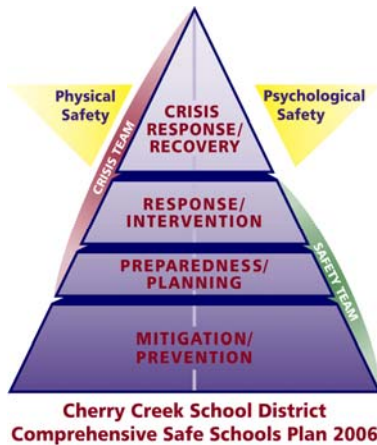 Physical
Safety
Psychological
Safety
CRISIS TEAM
CRISIS
RESPONSE/
RECOVERY
RESPONSE/
INTERVENTION
SAFETY TEAM
PREPAREDNESS/
PLANNING
MITIGATION/
PREVENTION
Cherry Creek School District
Comprehensive Safe Schools Plan 2006